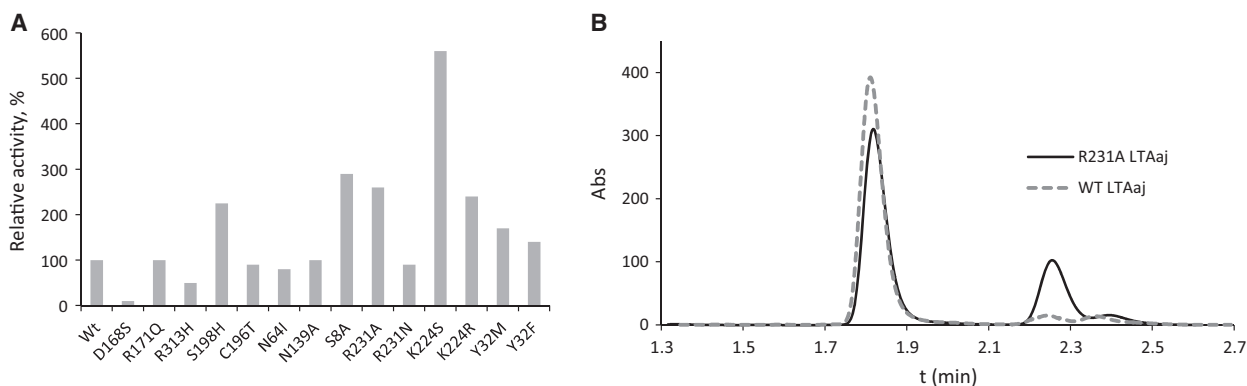 A
Relative activity, %
600
500
400
300
200
100
0
Wt
D168S
R171Q
R313H
S198H
C196T
N64I
N139A
S8A
R231A
R231N
K224S
K224R
Y32M
Y32F
B
Abs
400
300
200
100
0
1.3
1.5
1.7
1.9
2.1
2.3
2.5
2.7
t (min)
R231A LTAaj
WT LTAaj